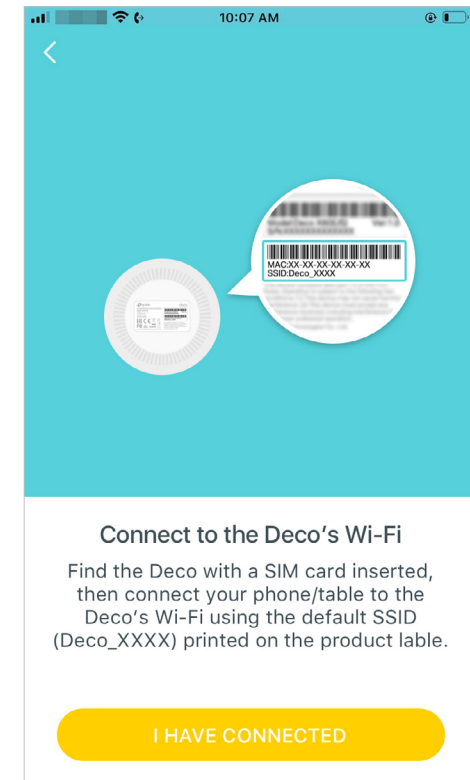 10:07 AM
MAC:XX-XX-XX-XX-XX-XX
SSID:Deco_XXXX
Connect to the Deco's Wi-Fi
Find the Deco with a SIM card inserted,
then connect your phone/table to the
Deco's Wi-Fi using the default SSID
(Deco_XXXX) printed on the product lable.
I HAVE CONNECTED